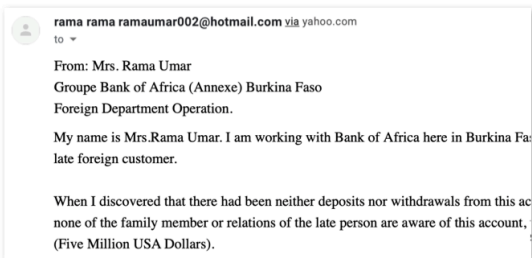 rama rama ramaumar002@hotmail.com via yahoo.com
to
From: Mrs. Rama Umar
Groupe Bank of Africa (Annexe) Burkina Faso
Foreign Department Operation.
My name is Mrs.Rama Umar. I am working with Bank of Africa here in Burkina
late foreign customer.
When I discovered that there had been neither deposits nor withdrawals from this
none of the family member or relations of the late person are aware of this account,
(Five Million USA Dollars).